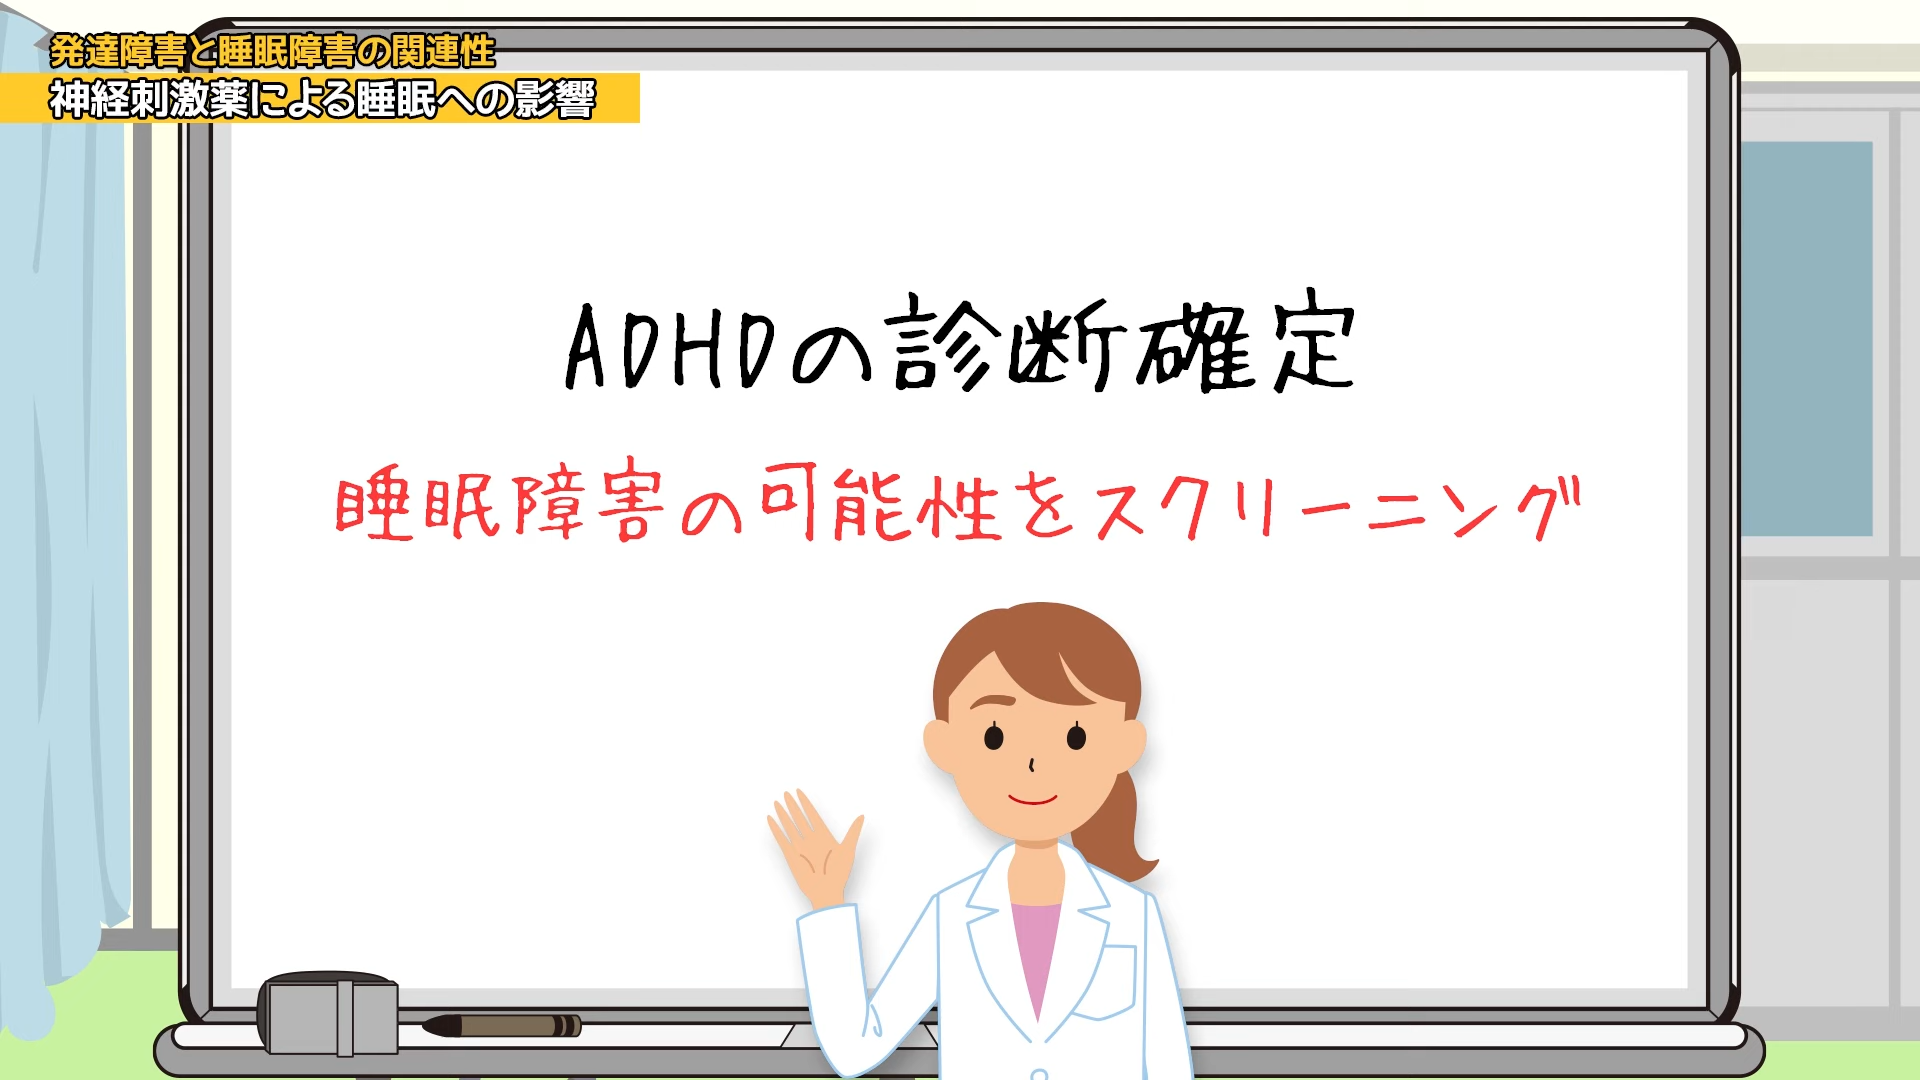 発達障害と睡眠障害の関連性
神経刺激薬による睡眠への影響
ADHDの診断確定
睡眠障害の可能性をスクリーニング